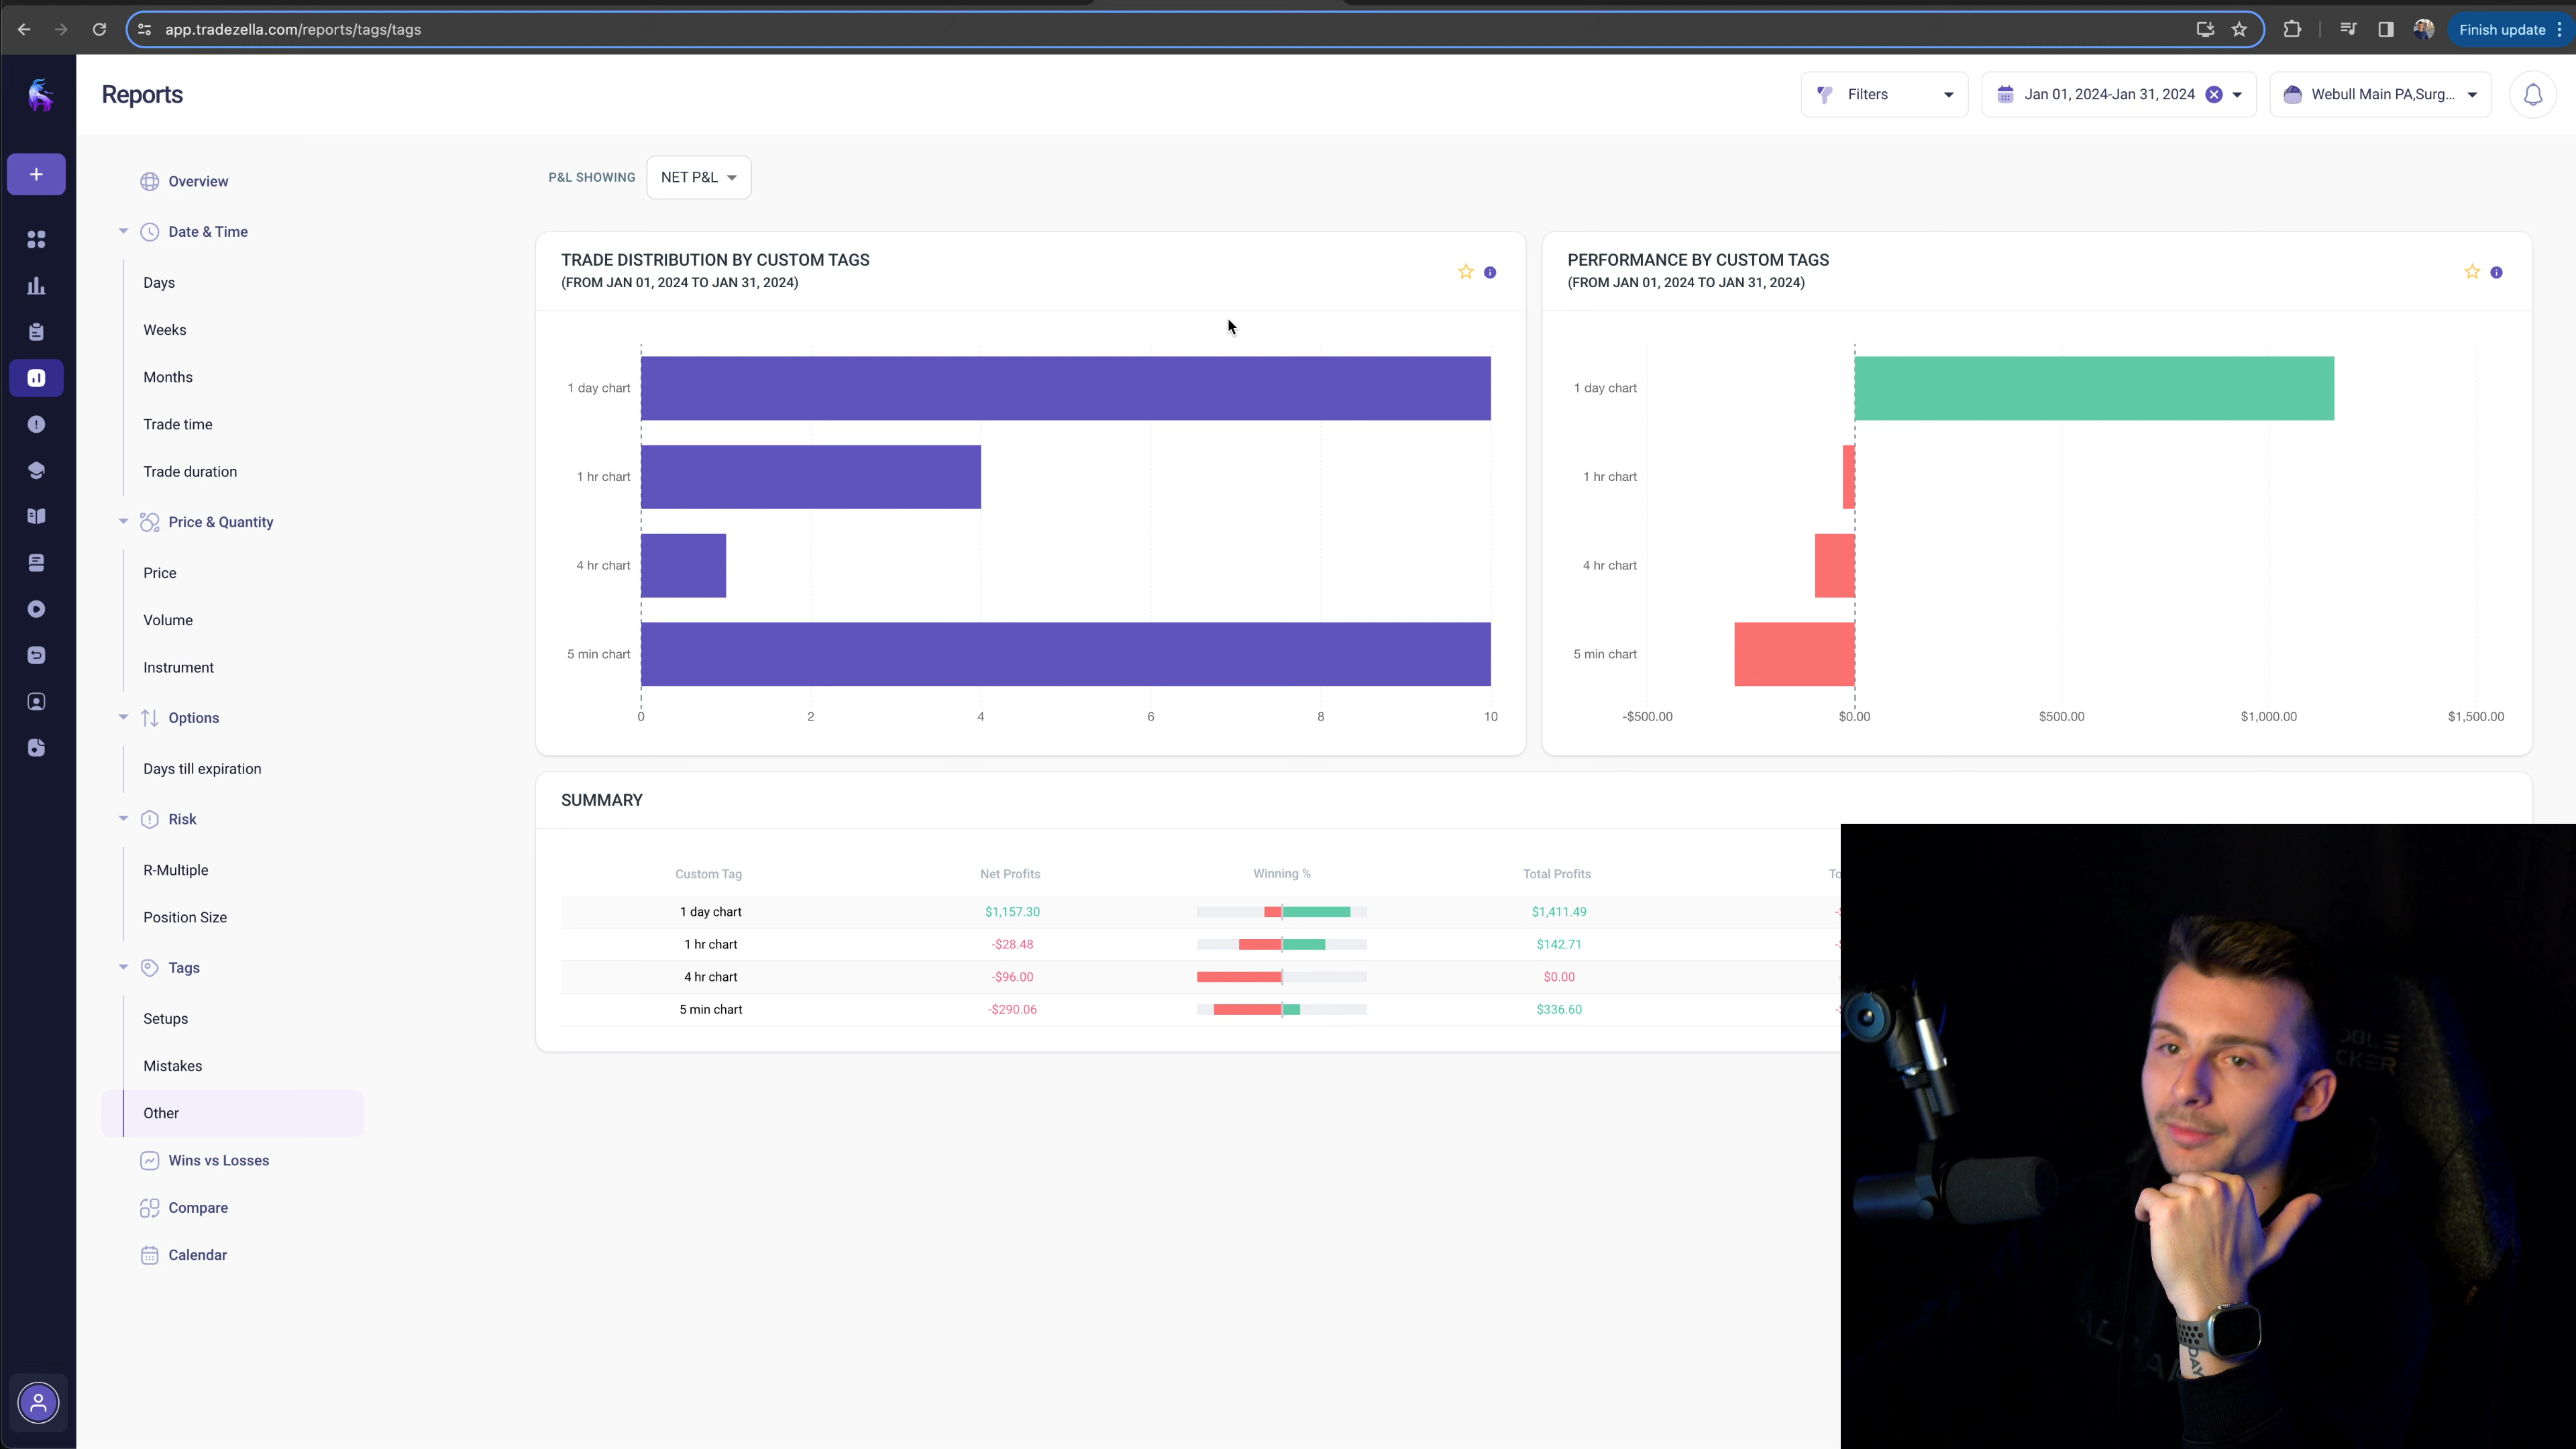 app.tradezella.com/reports/tags/tags
Finish update
Reports
Filters
Jan 01, 2024-Jan 31, 2024
Webull Main PA,Surg...
Overview
Date & Time
Days
Weeks
Months
Trade time
Trade duration
Price & Quantity
Price
Volume
Instrument
Options
Days till expiration
Risk
R-Multiple
Position Size
Tags
Setups
Mistakes
Other
Wins vs Losses
Compare
Calendar
P&L SHOWING
NET P&L
TRADE DISTRIBUTION BY CUSTOM TAGS
(FROM JAN 01, 2024 TO JAN 31, 2024)
1 day chart
1 hr chart
4 hr chart
5 min chart
0 2 4 6 8 10
PERFORMANCE BY CUSTOM TAGS
(FROM JAN 01, 2024 TO JAN 31, 2024)
1 day chart
1 hr chart
4 hr chart
5 min chart
-$500.00 $0.00 $500.00 $1,000.00 $1,500.00
SUMMARY
Custom Tag Net Profits Winning % Total Profits To
1 day chart $1,157.30 $1,411.49
1 hr chart -$28.48 $142.71
4 hr chart -$96.00 $0.00
5 min chart -$290.06 $336.60